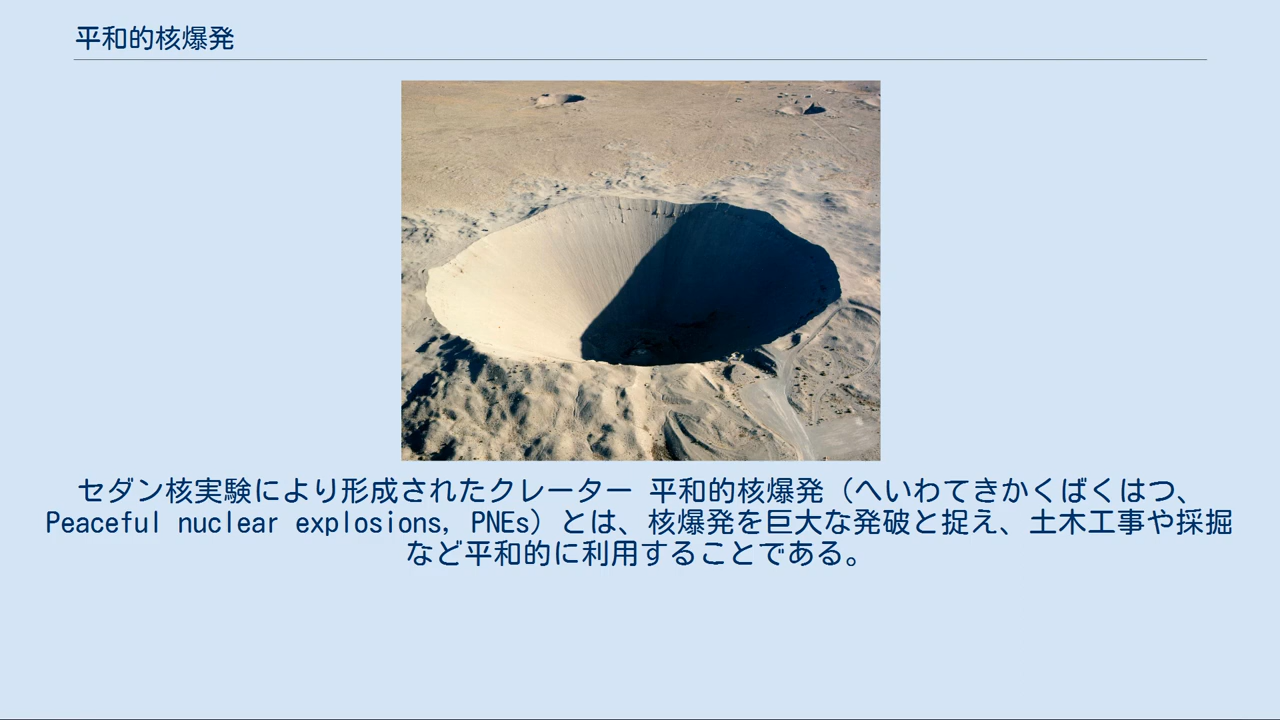 平和的核爆発
セダン核実験により形成されたクレーター 平和的核爆発（へいわてきかくばくはつ、
Peaceful nuclear explosions, PNEs）とは、核爆発を巨大な発破と捉え、土木工事や採掘
など平和的に利用することである。